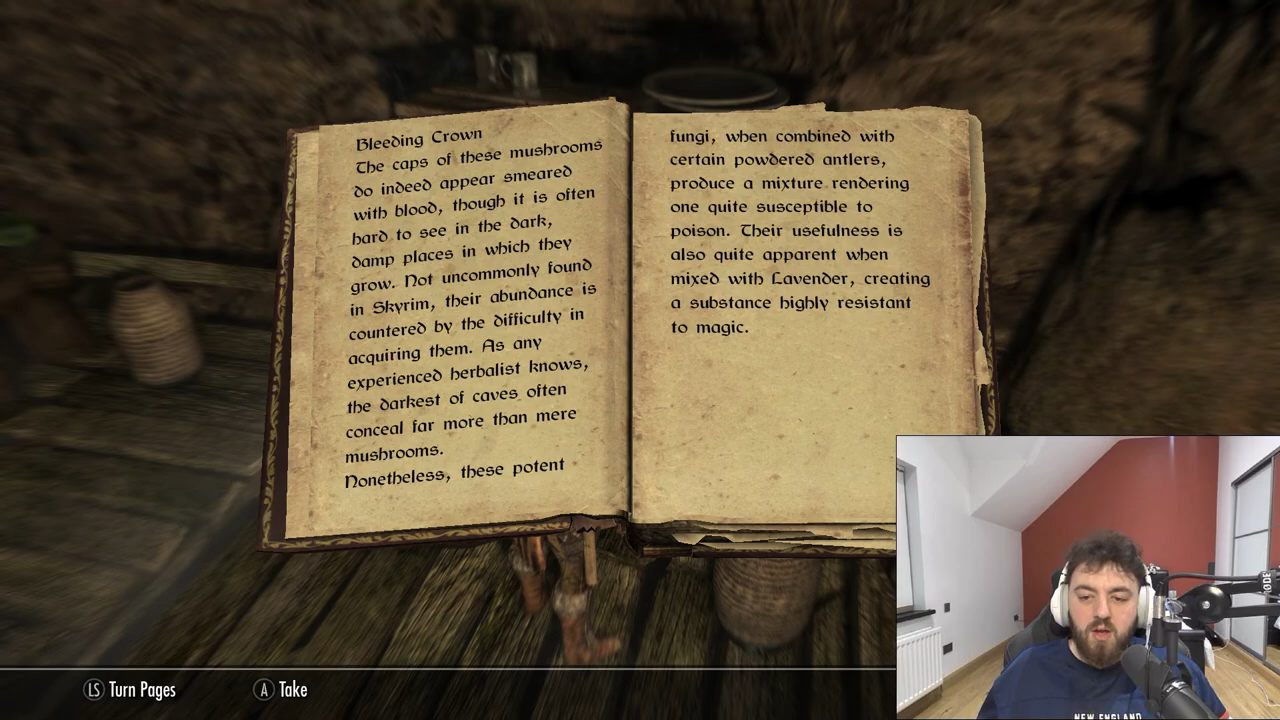 Bleeding Crown
The caps of these mushrooms
do indeed appear smeared
with blood, though it is often
hard to see in the dark,
damp places in which they
grow. Not uncommonly found
in Skyrim, their abundance is
countered by the difficulty in
acquiring them. As any
experienced herbalist knows,
the darkest of caves often
conceal far more than mere
mushrooms.
Nonetheless, these potent
fungi, when combined with
certain powdered antlers,
produce a mixture rendering
one quite susceptible to
poison. Their usefulness is
also quite apparent when
mixed with Lavender, creating
a substance highly resistant
to magic.
LS Turn Pages
A Take
RØDE
NEW ENGLAND